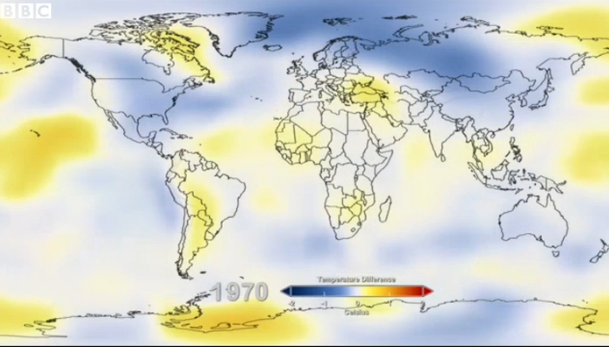 BBC
1970
Temperature Difference
-2 -1 0 1 2
Celsius